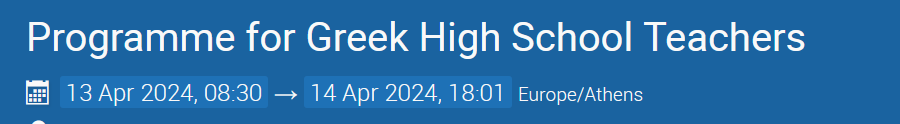 Programme for Greek High School Teachers
13 Apr 2024, 08:30 → 14 Apr 2024, 18:01 Europe/Athens